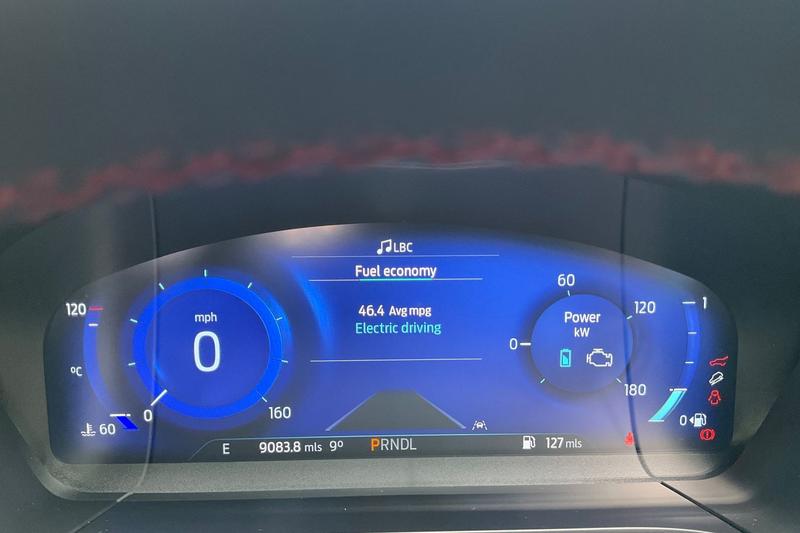 LBC
Fuel economy
46.4 Avg mpg
Electric driving
120
°C
60
mph
0
0
160
60
0
120
180
Power
kW
1
0
E 9083.8 mls 9° PRNDL 127 mls